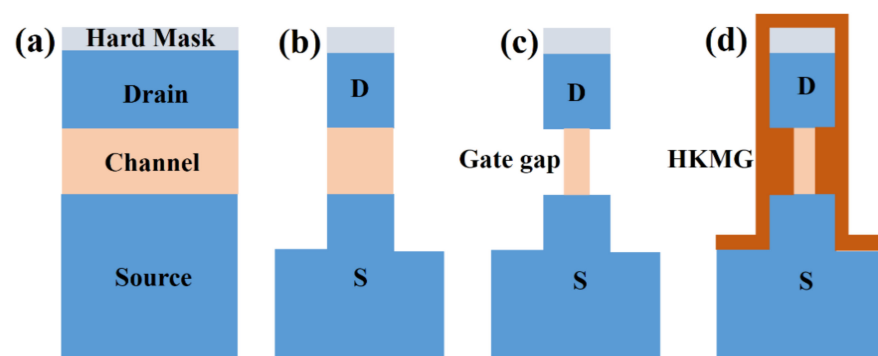 (a)
Hard Mask
Drain
Channel
Source
(b)
D
S
(c)
D
Gate gap
S
(d)
D
HKMG
S